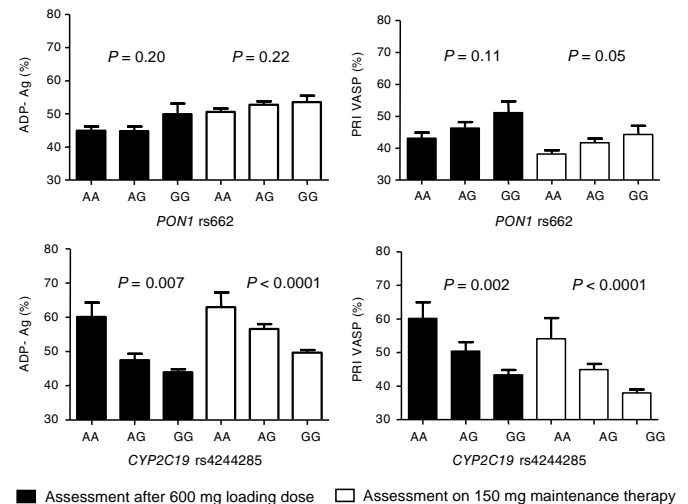 80
70
60
50
40
30
ADP- Ag (%)
P = 0.20
P = 0.22
AA
AG
GG
AA
AG
GG
PON1 rs662
80
70
60
50
40
30
PRI VASP (%)
P = 0.11
P = 0.05
AA
AG
GG
AA
AG
GG
PON1 rs662
80
70
60
50
40
30
ADP- Ag (%)
P = 0.007
P < 0.0001
AA
AG
GG
AA
AG
GG
CYP2C19 rs4244285
80
70
60
50
40
30
PRI VASP (%)
P = 0.002
P < 0.0001
AA
AG
GG
AA
AG
GG
CYP2C19 rs4244285
Assessment after 600 mg loading dose
Assessment on 150 mg maintenance therapy